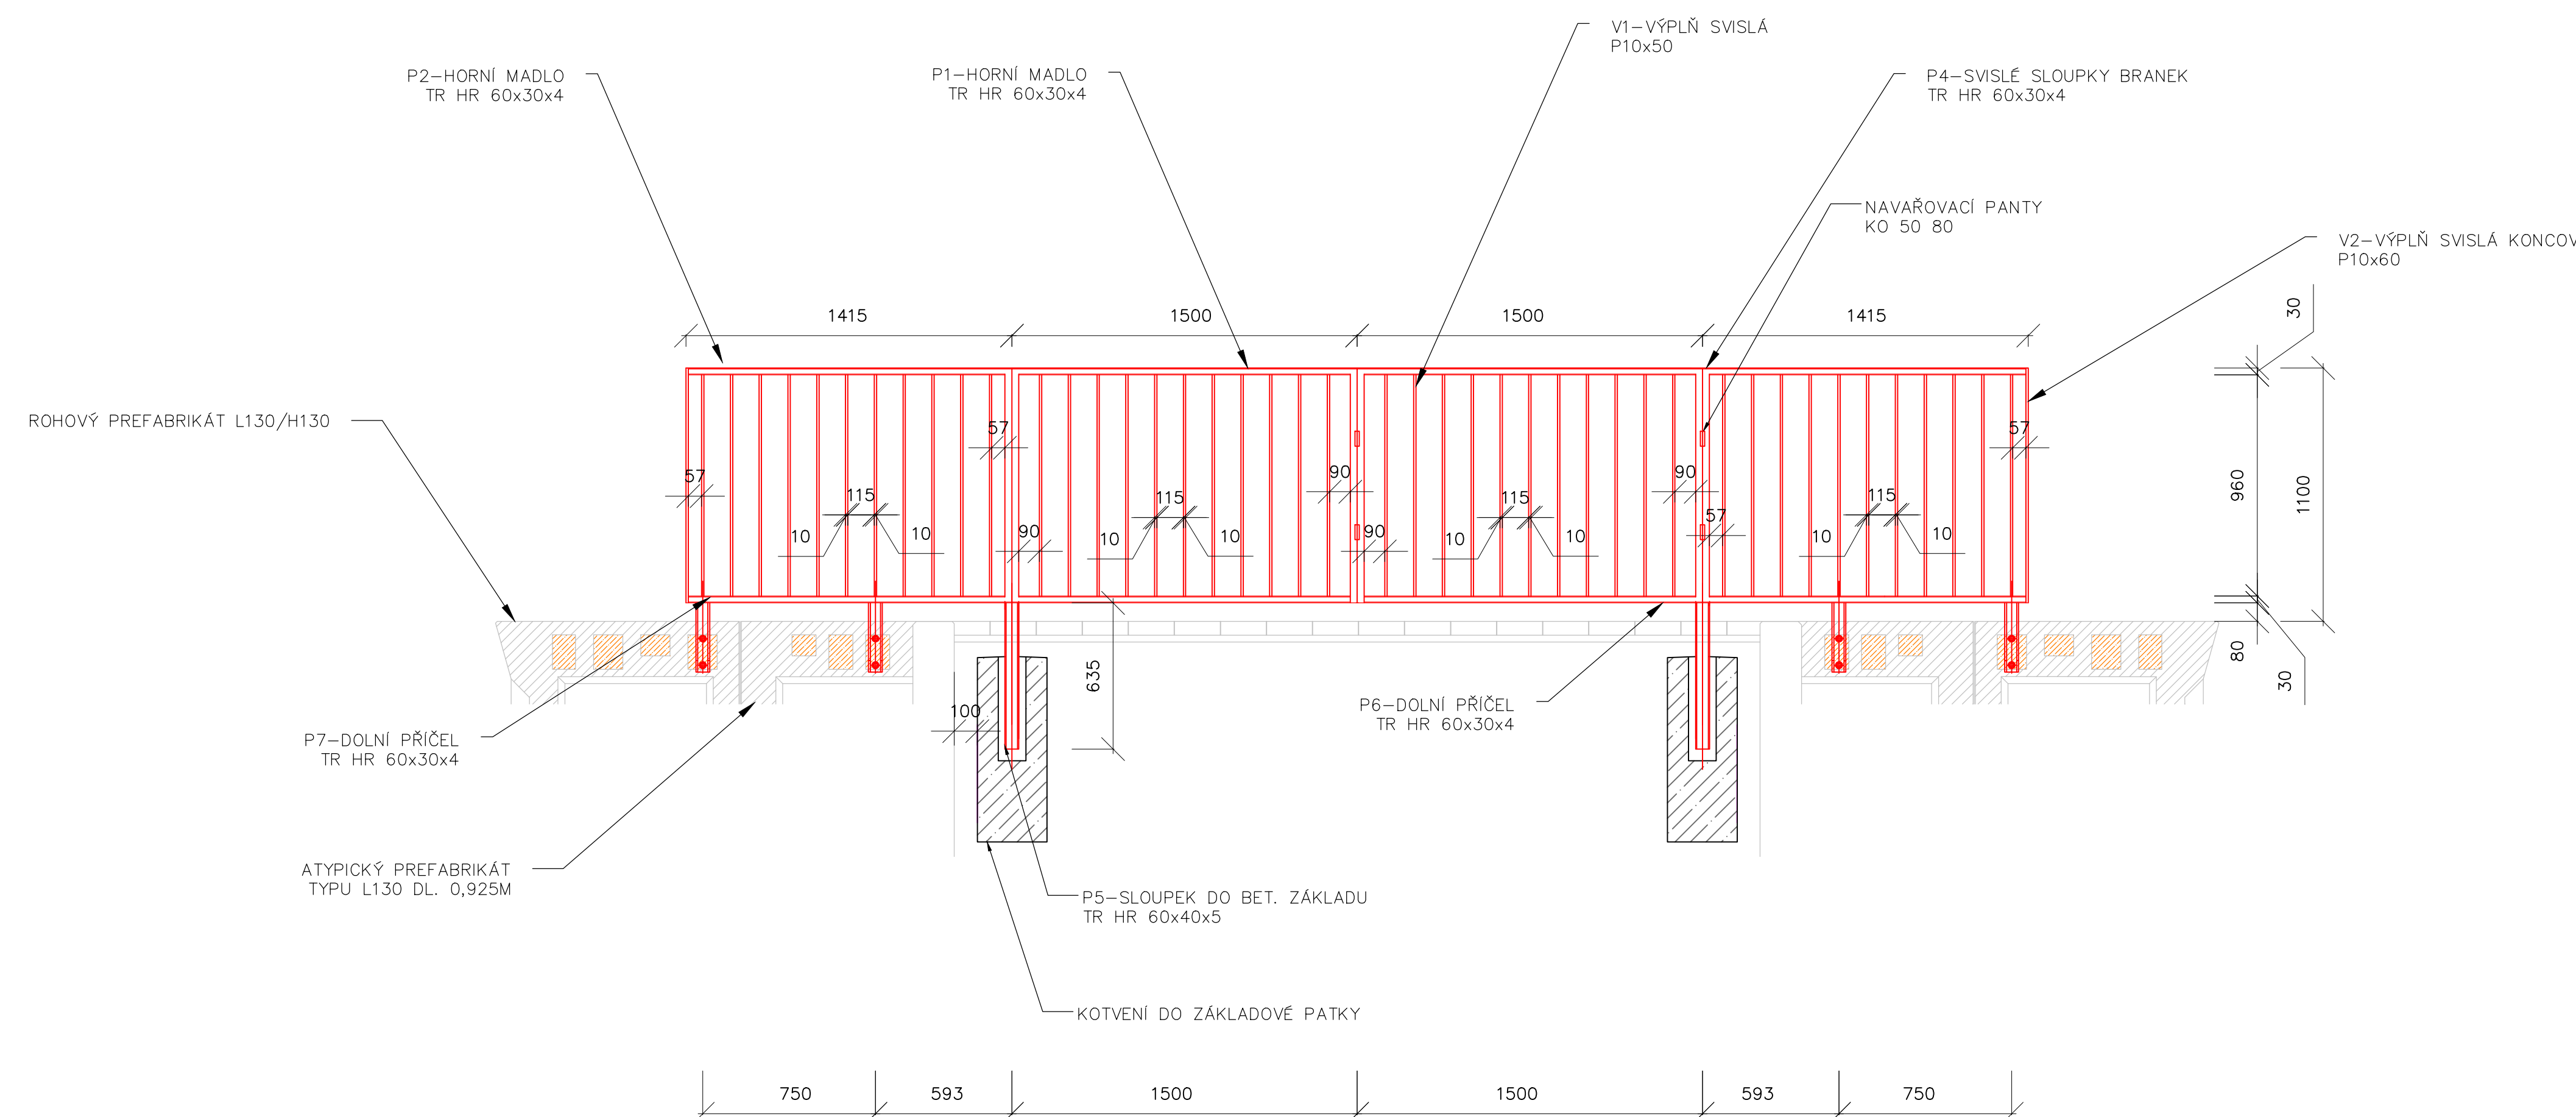 V1-VÝPLŇ SVISLÁ
P10x50
P2-HORNÍ MADLO
TR HR 60x30x4
P1-HORNÍ MADLO
TR HR 60x30x4
P4-SVISLÉ SLOUPKY BRANEK
TR HR 60x30x4
NAVAŘOVACÍ PANTY
KO 50 80
V2-VÝPLŇ SVISLÁ KONCOV
P10x60
30
1415
1500
1500
1415
ROHOVÝ PREFABRIKÁT L130/H130
57
57
57
90
90
115
115
115
115
960
1100
10
10
90
10
10
10
10
90
57
10
10
80
30
635
100
P6-DOLNÍ PŘÍČEL
TR HR 60x30x4
P7-DOLNÍ PŘÍČEL
TR HR 60x30x4
ATYPICKÝ PREFABRIKÁT
TYPU L130 DL. 0,925M
P5-SLOUPEK DO BET. ZÁKLADU
TR HR 60x40x5
KOTVENÍ DO ZÁKLADOVÉ PATKY
750
593
1500
1500
593
750